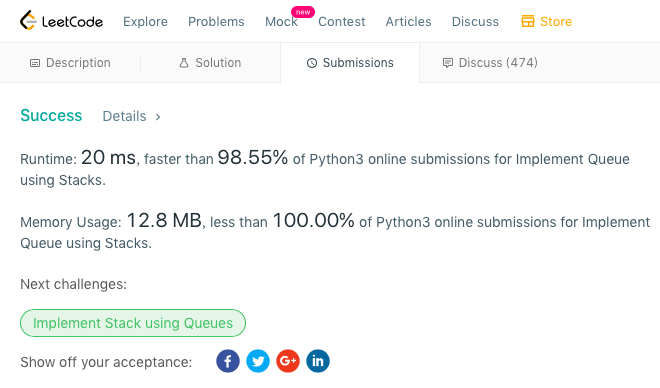 LeetCode Explore Problems Mock new Contest Articles Discuss Store
Description Solution Submissions Discuss (474)
Success Details >
Runtime: 20 ms, faster than 98.55% of Python3 online submissions for Implement Queue
using Stacks.
Memory Usage: 12.8 MB, less than 100.00% of Python3 online submissions for Implement
Queue using Stacks.
Next challenges:
Implement Stack using Queues
Show off your acceptance: f G+ in